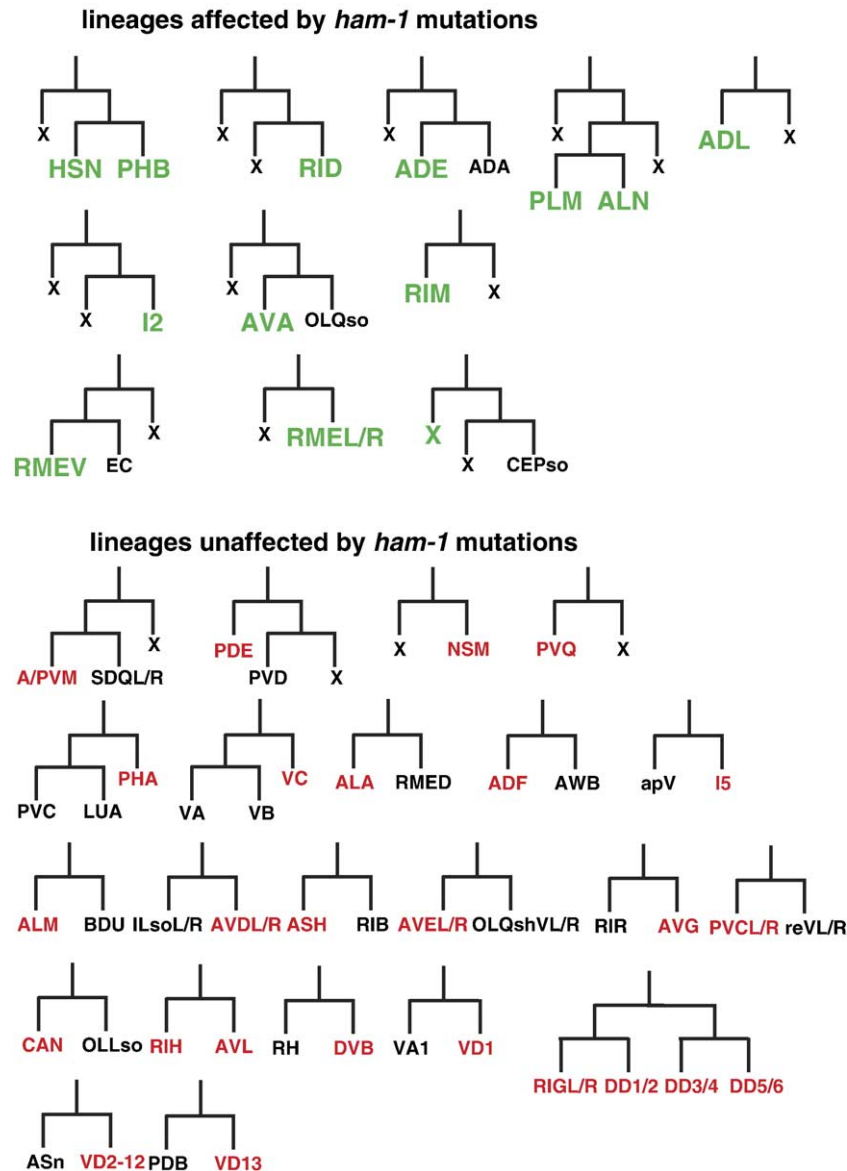 lineages affected by ham-1 mutations
X X X X ADL X
HSN PHB X RID ADE ADA X
PLM ALN
X X RIM X
X I2 AVA OLQso
X X RMEL/R X
RMEV EC X CEPso
lineages unaffected by ham-1 mutations
X PDE X NSM PVQ X
A/PVM SDQL/R PVD X
PHA VC ALA RMED ADF AWB apV I5
PVC LUA VA VB
ALM BDU ILsoL/R AVDL/R ASH RIB AVEL/R OLQshVL/R RIR AVG PVCL/R reVL/R
CAN OLLso RIH AVL RH DVB VA1 VD1
RIGL/R DD1/2 DD3/4 DD5/6
ASn VD2-12 PDB VD13